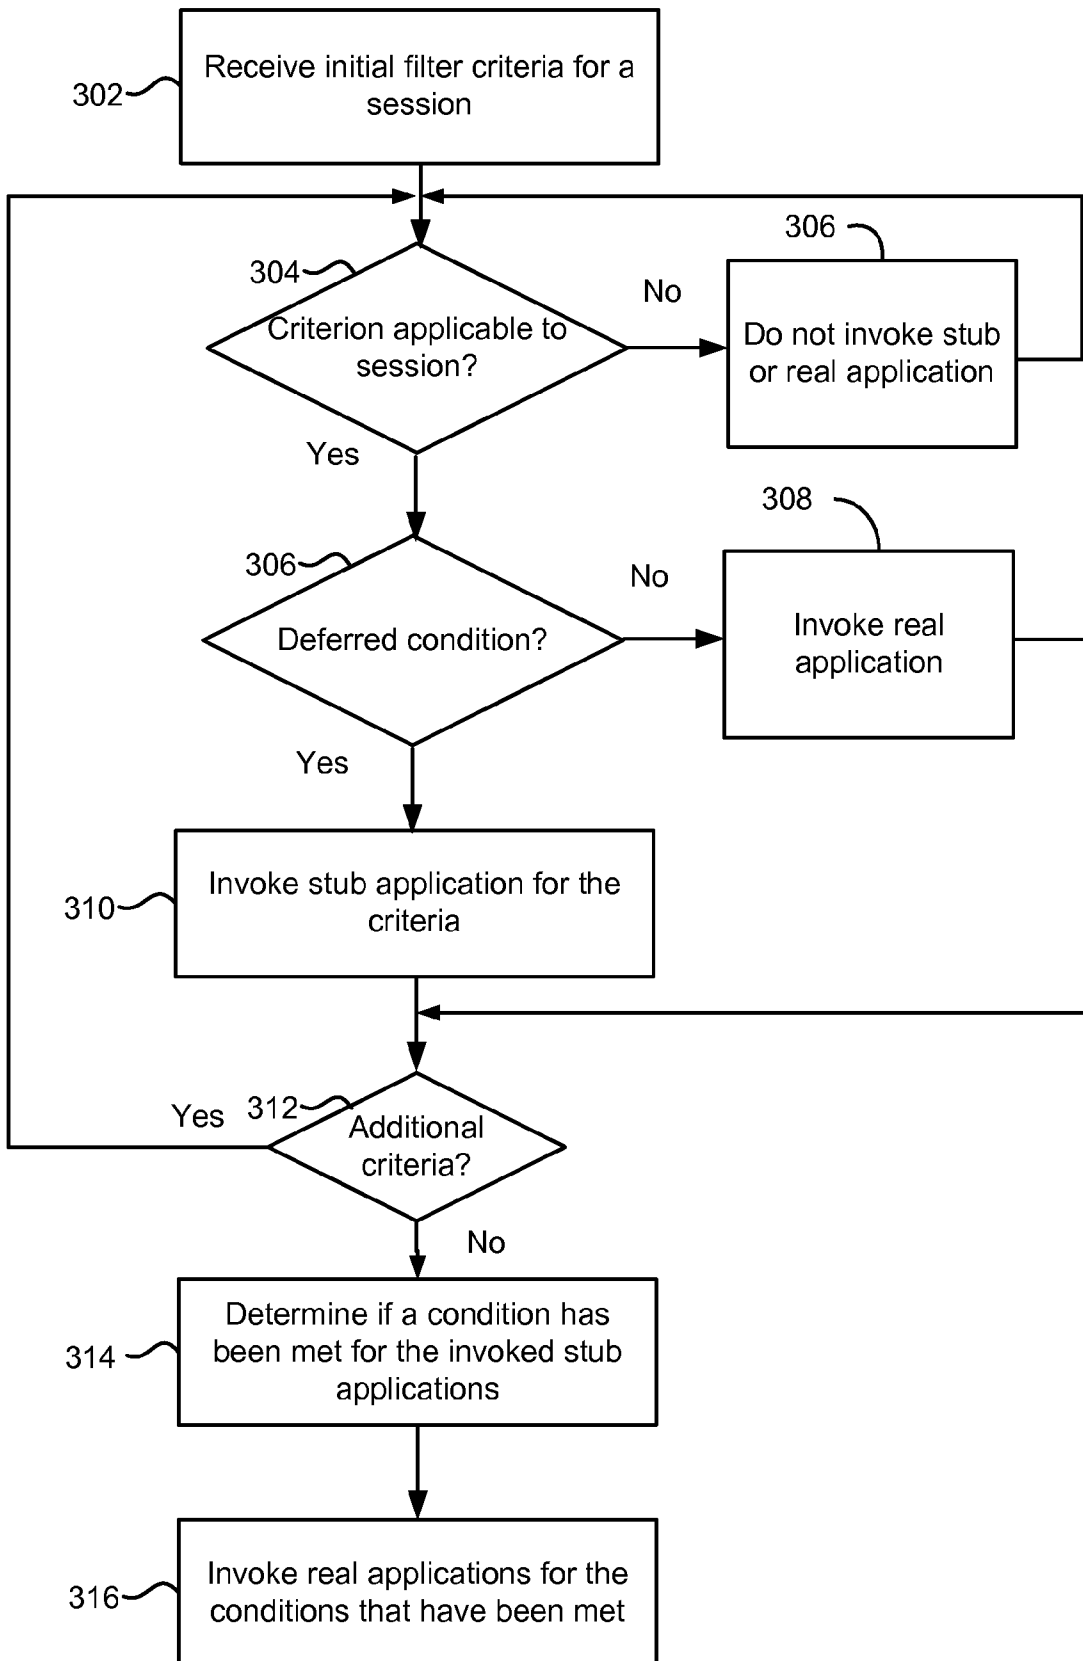 Receive initial filter criteria for a
session
302
306
304
No
Criterion applicable to
session?
Do not invoke stub
or real application
Yes
308
306
No
Deferred condition?
Invoke real
application
Yes
Invoke stub application for the
criteria
310
Yes
312
Additional
criteria?
No
Determine if a condition has
been met for the invoked stub
applications
314
Invoke real applications for the
conditions that have been met
316